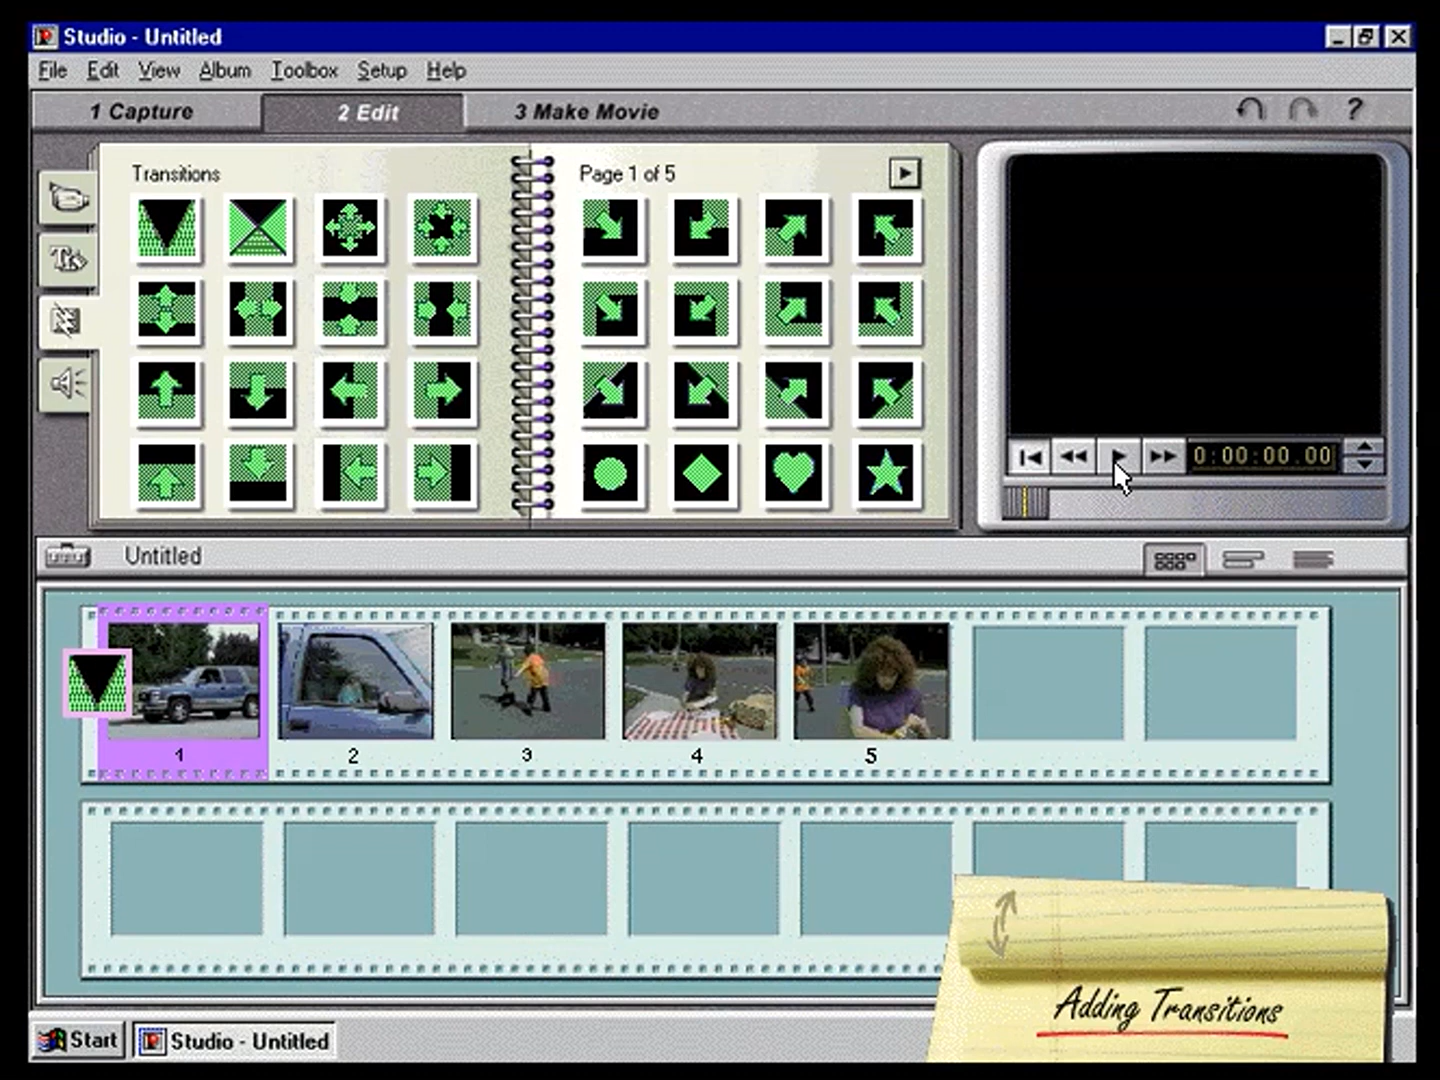 Studio - Untitled
File Edit View Album Toolbox Setup Help
1 Capture 2 Edit 3 Make Movie ?
Transitions Page 1 of 5
0:00:00.00
Untitled
1 2 3 4 5
Adding Transitions
Start Studio - Untitled